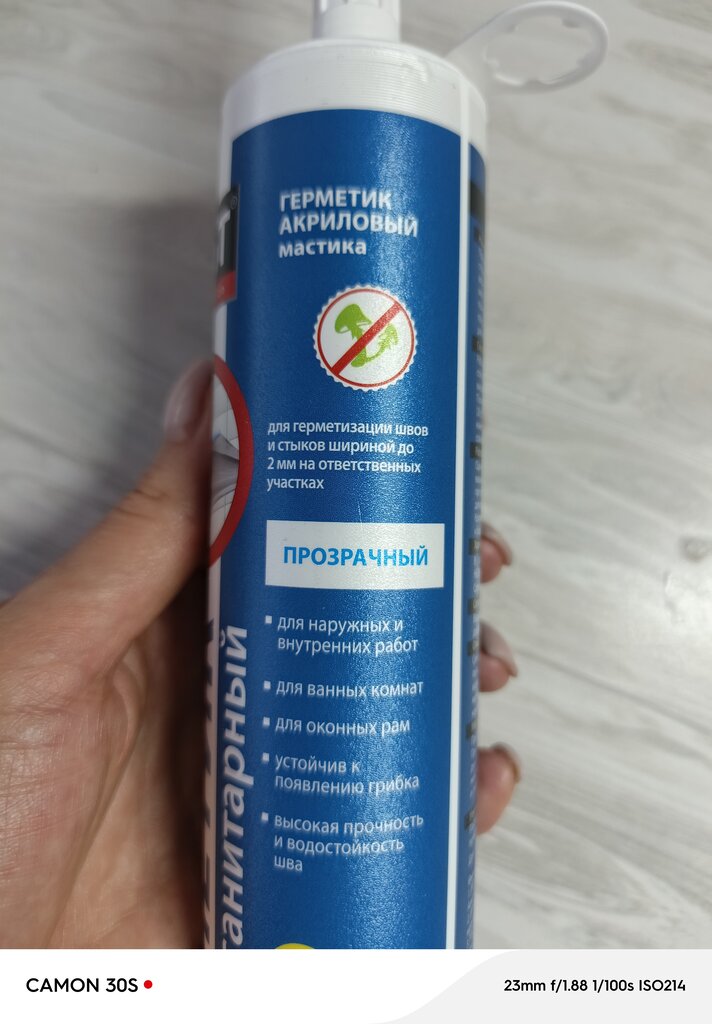 ГЕРМЕТИК
АКРИЛОВЫЙ
мастика
для герметизации швов
и стыков шириной до
2 мм на ответственных
участках
ПРОЗРАЧНЫЙ
для наружных и
внутренних работ
для ванных комнат
для оконных рам
устойчив к
появлению грибка
высокая прочность
и водостойкость
шва
CAMON 30S
23mm f/1.88 1/100s ISO214